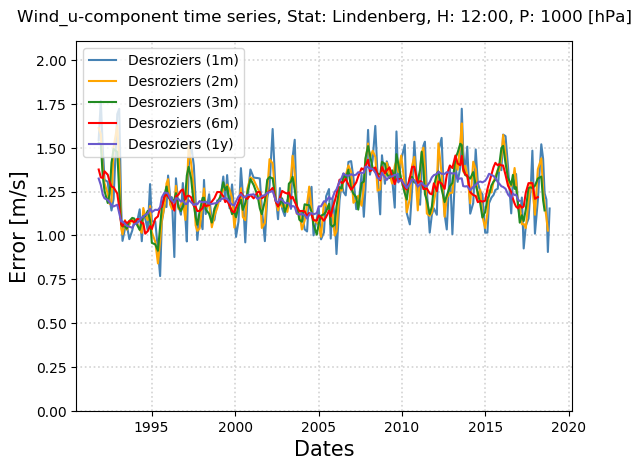 Wind_u-component time series, Stat: Lindenberg, H: 12:00, P: 1000 [hPa]
Desroziers (1m)
Desroziers (2m)
Desroziers (3m)
Desroziers (6m)
Desroziers (1y)
Error [m/s]
2.00
1.75
1.50
1.25
1.00
0.75
0.50
0.25
0.00
1995 2000 2005 2010 2015 2020
Dates